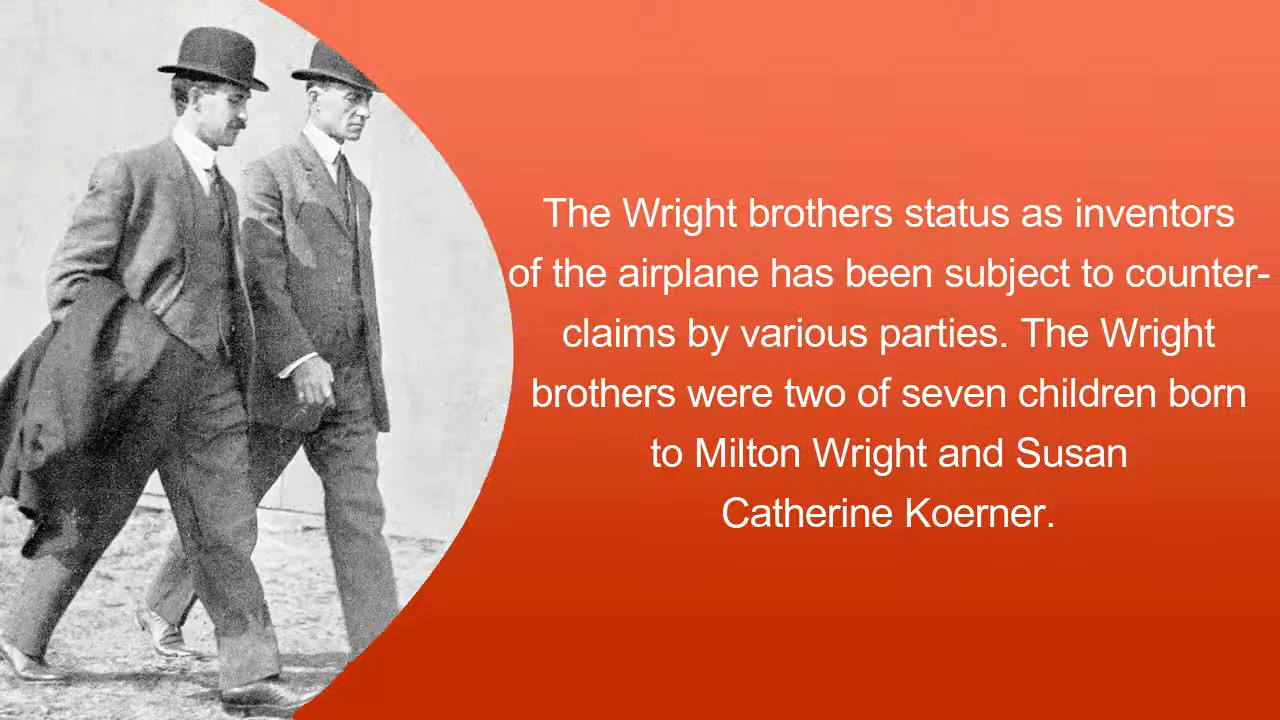 The Wright brothers status as inventors
of the airplane has been subject to counter-
claims by various parties. The Wright
brothers were two of seven children born
to Milton Wright and Susan
Catherine Koerner.